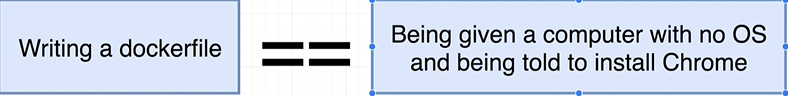 Writing a dockerfile
==
Being given a computer with no OS
and being told to install Chrome